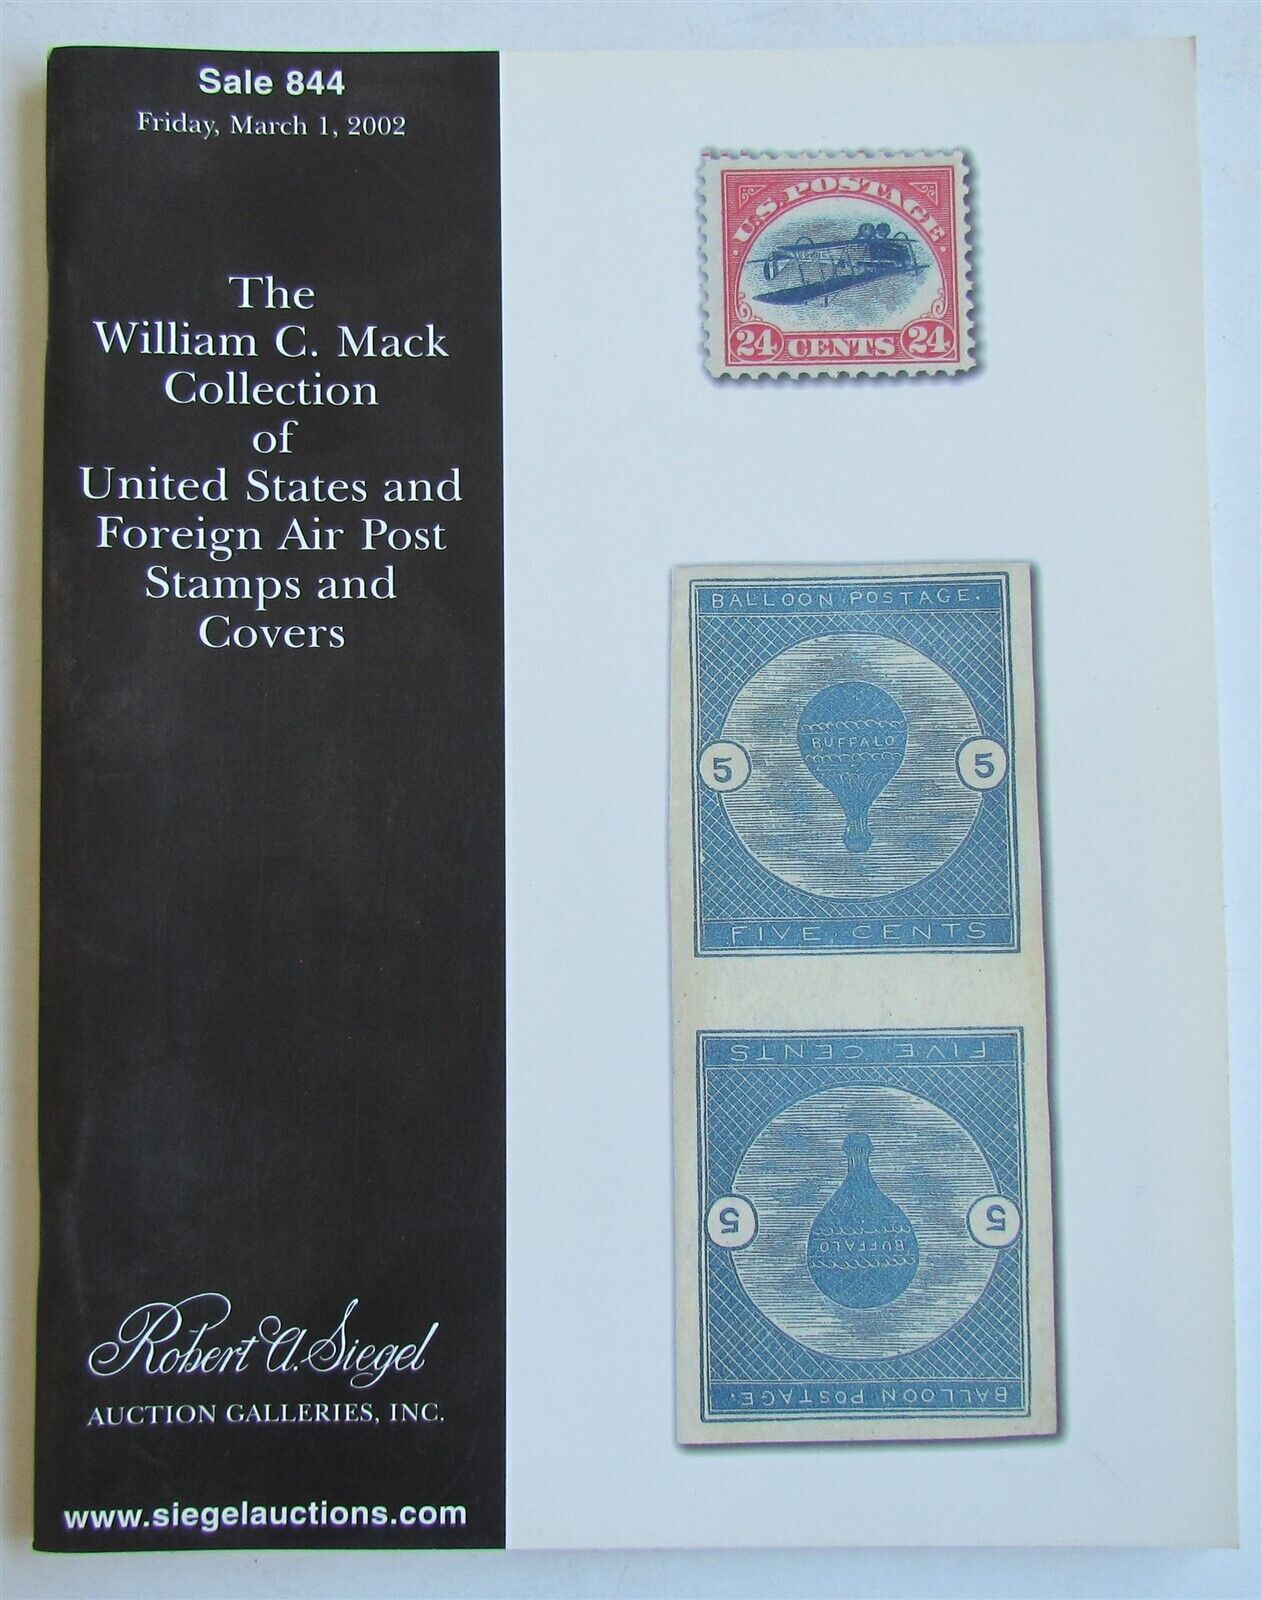 Sale 844
Friday, March 1, 2002
The
William C. Mack
Collection
of
United States and
Foreign Air Post
Stamps and
Covers
Robert A. Siegel
AUCTION GALLERIES, INC.
www.siegelauctions.com
U.S. POSTAGE
24 CENTS 24
BALLOON POSTAGE.
BUFFALO
5 5
FIVE CENTS
FIVE CENTS
5 5
BUFFALO
BALLOON POSTAGE.